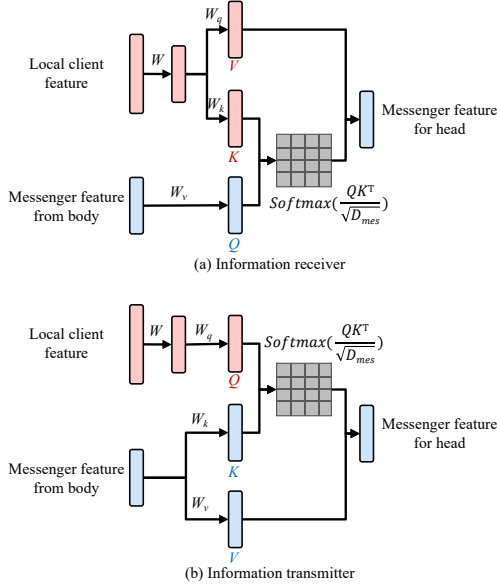 W_q
Local client
feature
W
V
W_k
Messenger feature
for head
K
Messenger feature
from body
W_v
Softmax(QK^T/√D_mes)
Q
(a) Information receiver
Local client
feature
W
W_q
Softmax(QK^T/√D_mes)
Q
W_k
Messenger feature
for head
Messenger feature
from body
K
W_v
V
(b) Information transmitter